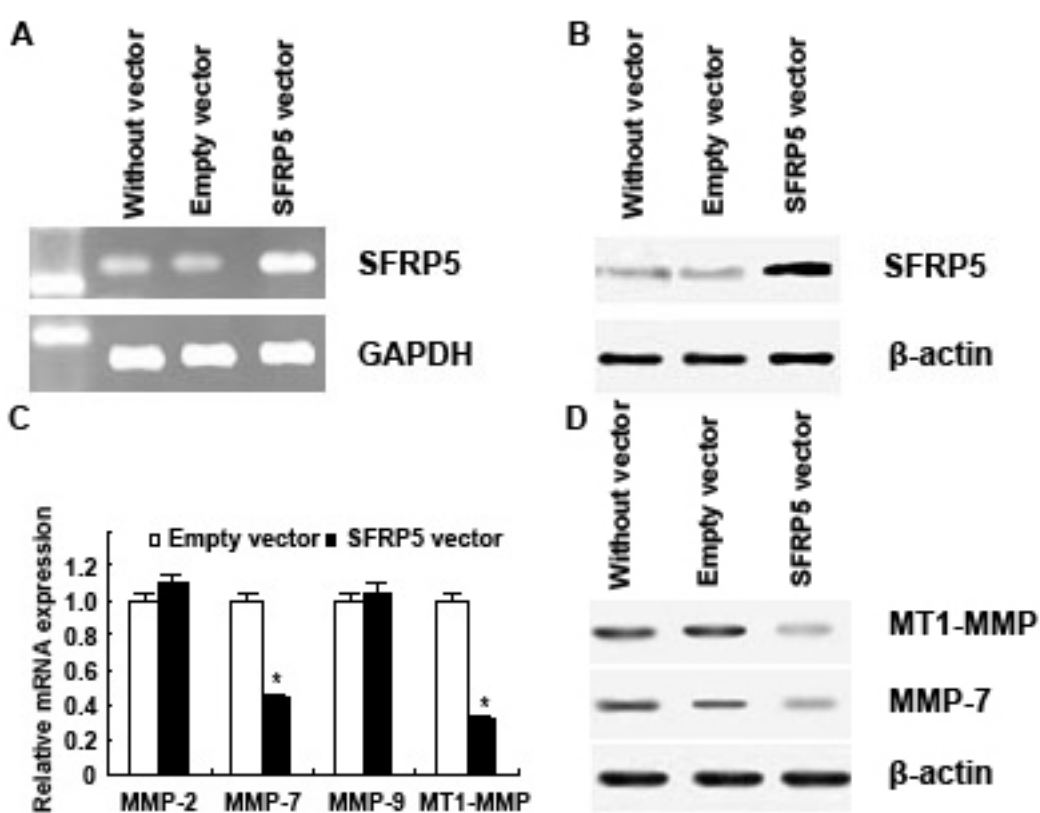 A
Without vector
Empty vector
SFRP5 vector
SFRP5
GAPDH
B
Without vector
Empty vector
SFRP5 vector
SFRP5
β-actin
C
Relative mRNA expression
Empty vector SFRP5 vector
1.2
1.0
0.8
0.6
0.4
0.2
0
* *
MMP-2 MMP-7 MMP-9 MT1-MMP
D
Without vector
Empty vector
SFRP5 vector
MT1-MMP
MMP-7
β-actin